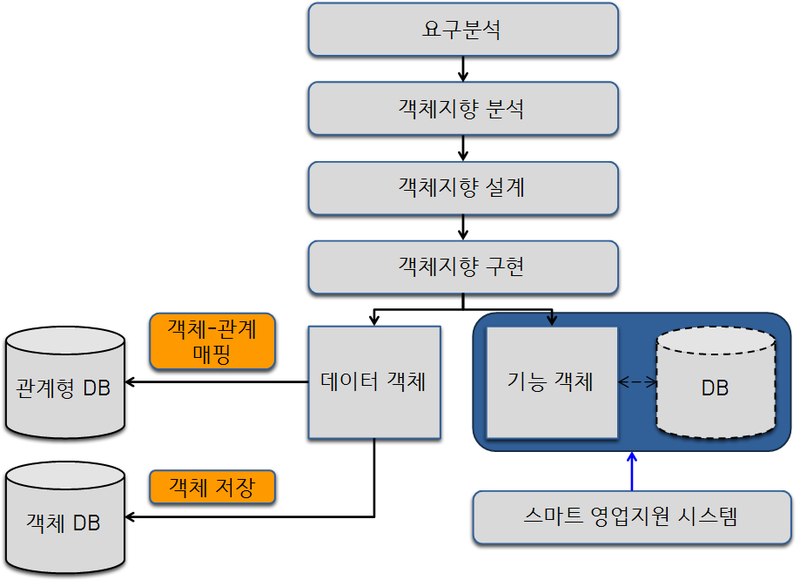 요구분석
객체지향 분석
객체지향 설계
객체지향 구현
객체-관계
매핑
관계형 DB
데이터 객체
기능 객체
DB
객체 저장
객체 DB
스마트 영업지원 시스템